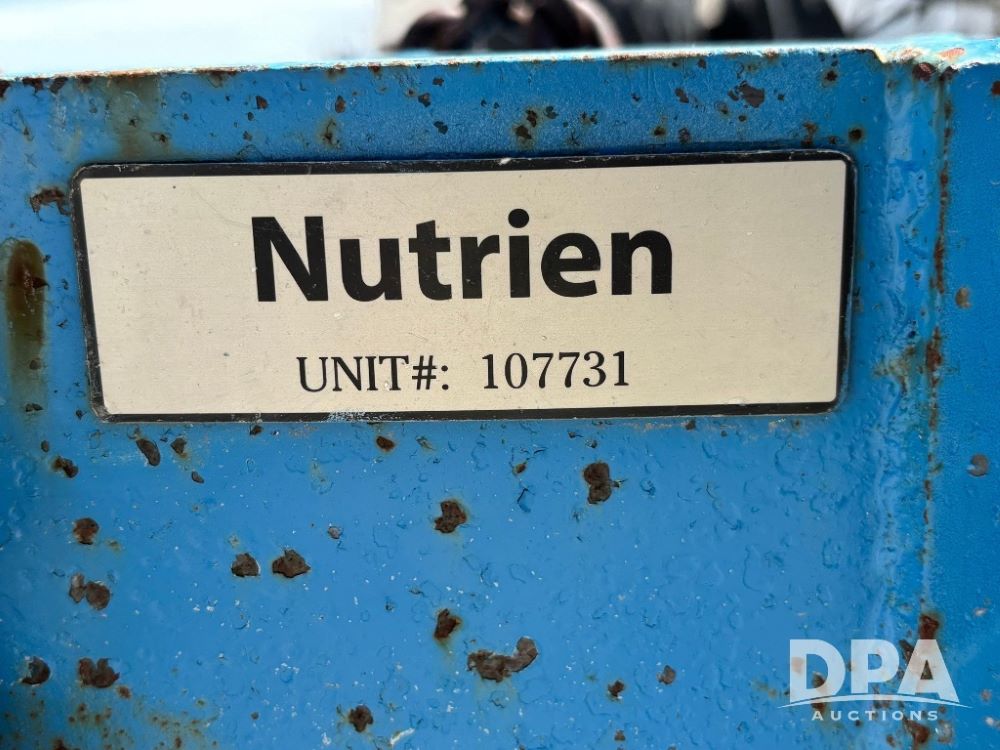 Nutrien
UNIT#: 107731
DPA
AUCTIONS